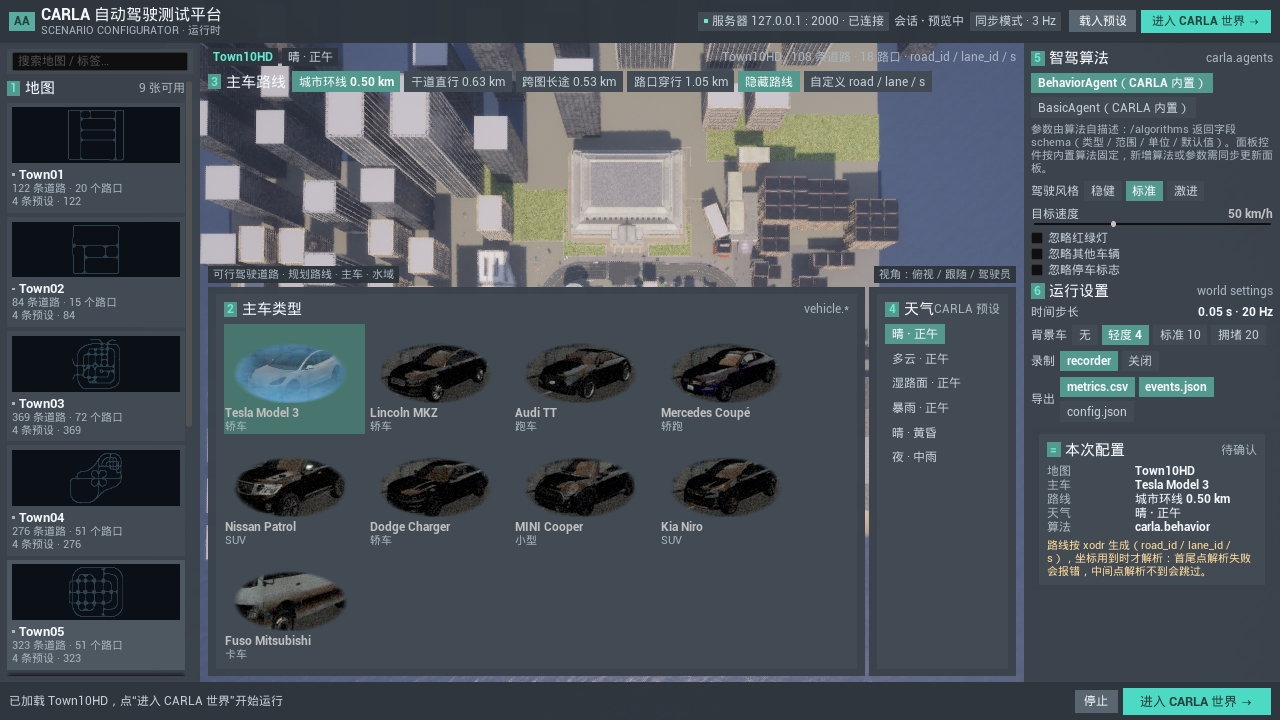 AA
CARLA 自动驾驶测试平台
SCENARIO CONFIGURATOR · 运行时
服务器 127.0.0.1 : 2000 · 已连接
会话 · 预览中
同步模式 · 3 Hz
载入预设
进入 CARLA 世界 →
搜索地图 / 标签...
1 地图
9 张可用
Town01
122 条道路 · 20 个路口
4 条预设 · 122
Town02
84 条道路 · 15 个路口
4 条预设 · 84
Town03
369 条道路 · 72 个路口
4 条预设 · 369
Town04
276 条道路 · 51 个路口
4 条预设 · 276
Town05
323 条道路 · 51 个路口
4 条预设 · 323
Town10HD
晴 · 正午
Town10HD · 108 条道路 · 18 路口 · road_id / lane_id / s
3 主车路线
城市环线 0.50 km
干道直行 0.63 km
跨图长途 0.53 km
路口穿行 1.05 km
隐藏路线
自定义 road / lane / s
可行驶道路 · 规划路线 · 主车 · 水域
视角 : 俯视 / 跟随 / 驾驶员
2 主车类型
vehicle.*
Tesla Model 3
轿车
Lincoln MKZ
轿车
Audi TT
跑车
Mercedes Coupé
轿跑
Nissan Patrol
SUV
Dodge Charger
轿车
MINI Cooper
小型
Kia Niro
SUV
Fuso Mitsubishi
卡车
4 天气
CARLA 预设
晴 · 正午
多云 · 正午
湿路面 · 正午
暴雨 · 正午
晴 · 黄昏
夜 · 中雨
5 智驾算法
carla.agents
BehaviorAgent（CARLA 内置）
BasicAgent（CARLA 内置）
参数由算法自描述：/algorithms 返回字段
schema（类型 / 范围 / 单位 / 默认值）。面板控
件按内置算法固定，新增算法或参数需同步更新面
板。
驾驶风格
稳健
标准
激进
目标速度
50 km/h
忽略红绿灯
忽略其他车辆
忽略停车标志
6 运行设置
world settings
时间步长
0.05 s · 20 Hz
背景车
无
轻度 4
标准 10
拥堵 20
录制
recorder
关闭
导出
metrics.csv
events.json
config.json
= 本次配置
待确认
地图 Town10HD
主车 Tesla Model 3
路线 城市环线 0.50 km
天气 晴 · 正午
算法 carla.behavior
路线按 xodr 生成（road_id / lane_id /
s），坐标用到时才解析：首尾点解析失败
会报错，中间点解析不到会跳过。
已加载 Town10HD，点“进入 CARLA 世界”开始运行
停止
进入 CARLA 世界 →